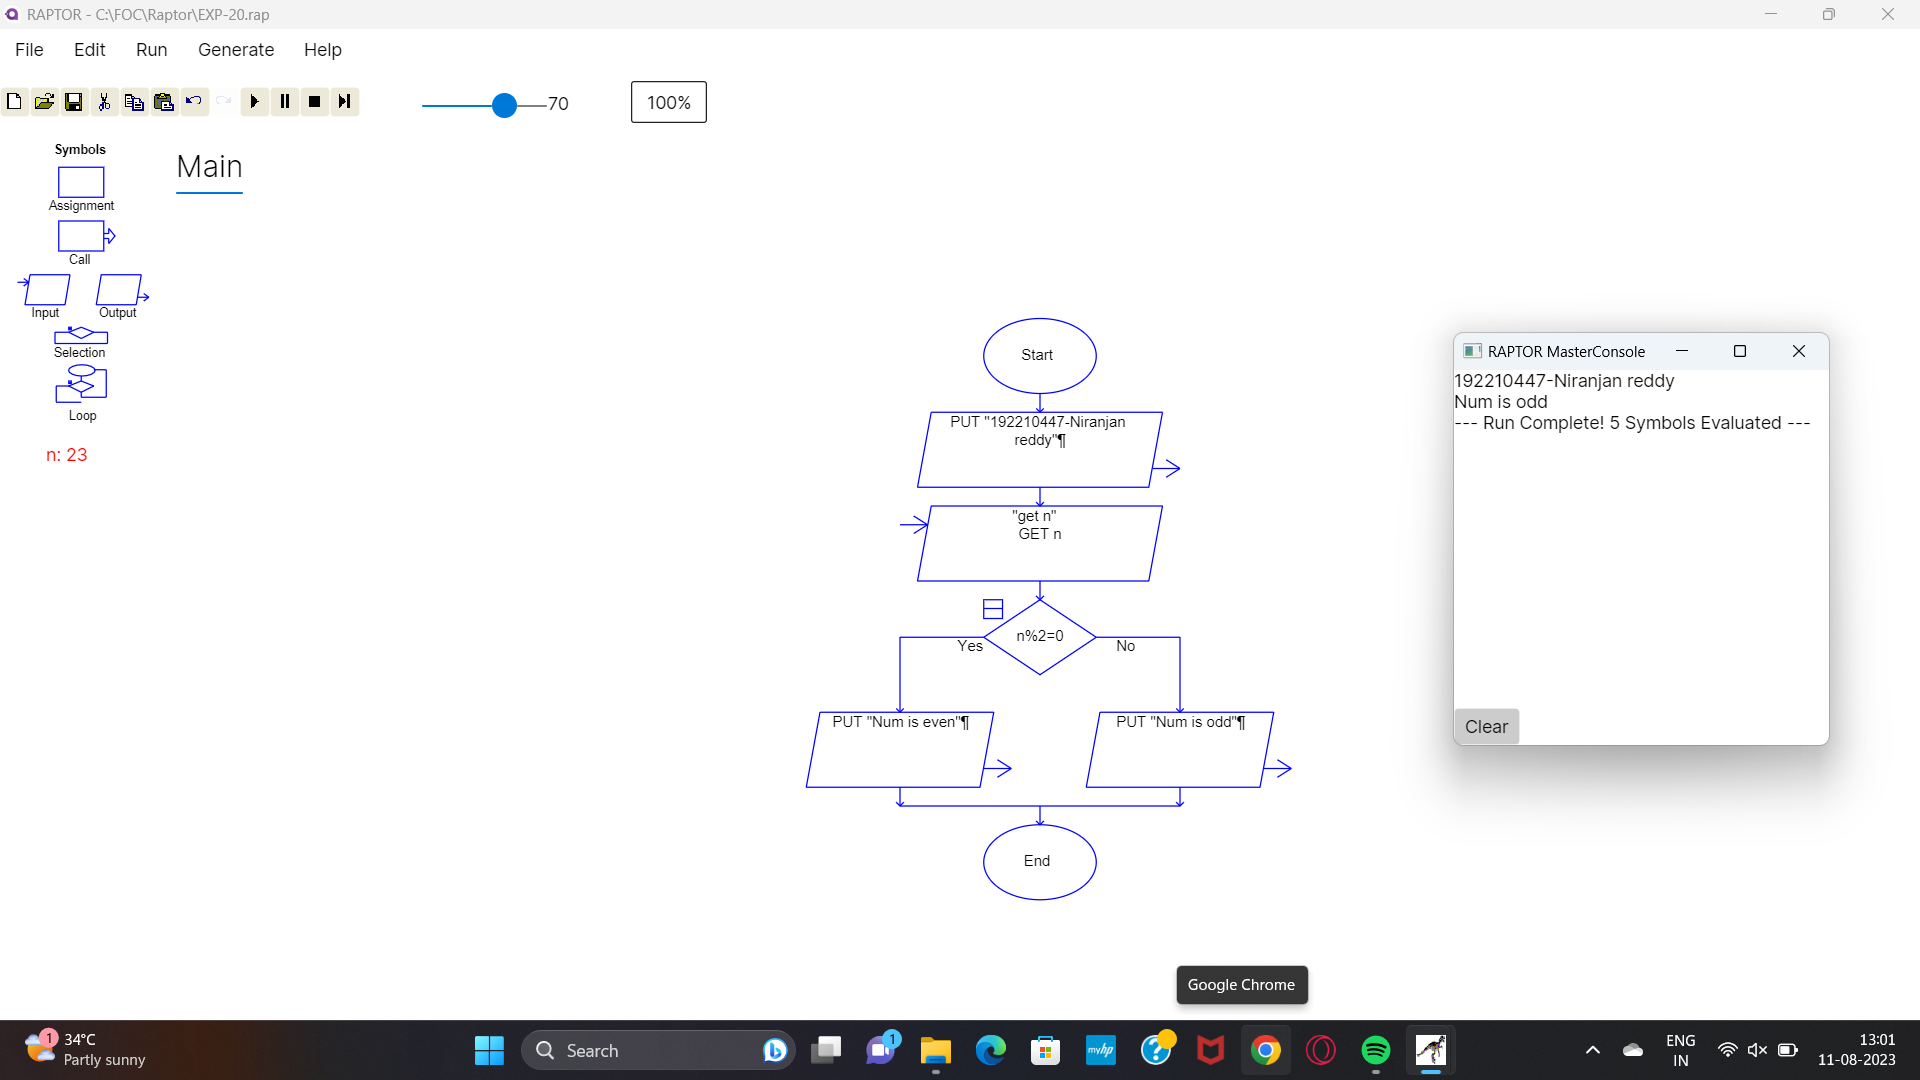 RAPTOR - C:\FOC\Raptor\EXP-20.rap
File Edit Run Generate Help
70
100%
Symbols
Assignment
Call
Input Output
Selection
Loop
n: 23
Main
Start
PUT "192210447-Niranjan
reddy"¶
"get n"
GET n
n%2=0
Yes No
PUT "Num is even"¶
PUT "Num is odd"¶
End
RAPTOR MasterConsole
192210447-Niranjan reddy
Num is odd
--- Run Complete! 5 Symbols Evaluated ---
Clear
Google Chrome
1
34°C
Partly sunny
Search
1
myhp
ENG
IN
13:01
11-08-2023